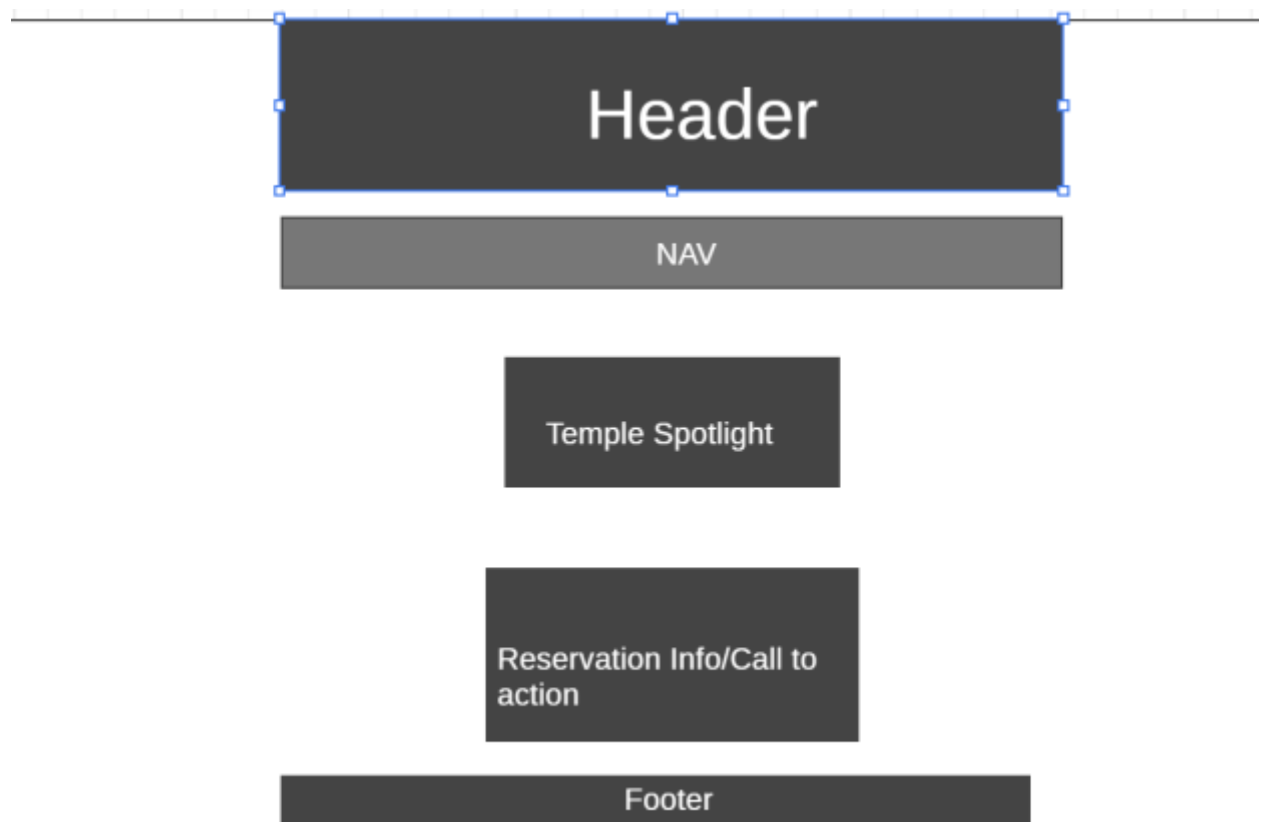 Header
NAV
Temple Spotlight
Reservation Info/Call to
action
Footer